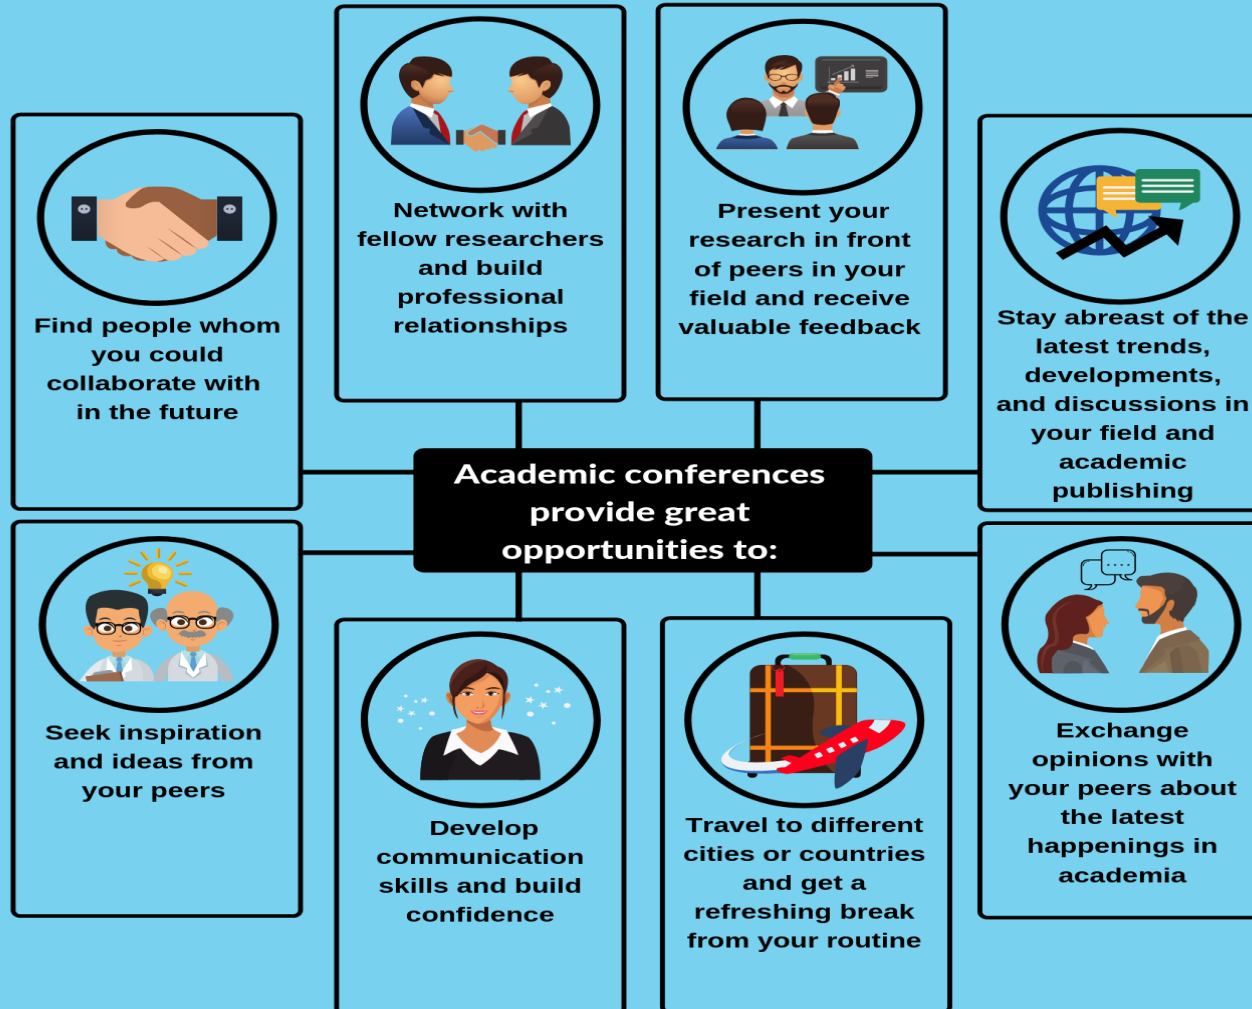 Network with
fellow researchers
and build
professional
relationships
Present your
research in front
of peers in your
field and receive
valuable feedback
Find people whom
you could
collaborate with
in the future
Stay abreast of the
latest trends,
developments,
and discussions in
your field and
academic
publishing
Academic conferences
provide great
opportunities to:
Seek inspiration
and ideas from
your peers
Develop
communication
skills and build
confidence
Travel to different
cities or countries
and get a
refreshing break
from your routine
Exchange
opinions with
your peers about
the latest
happenings in
academia